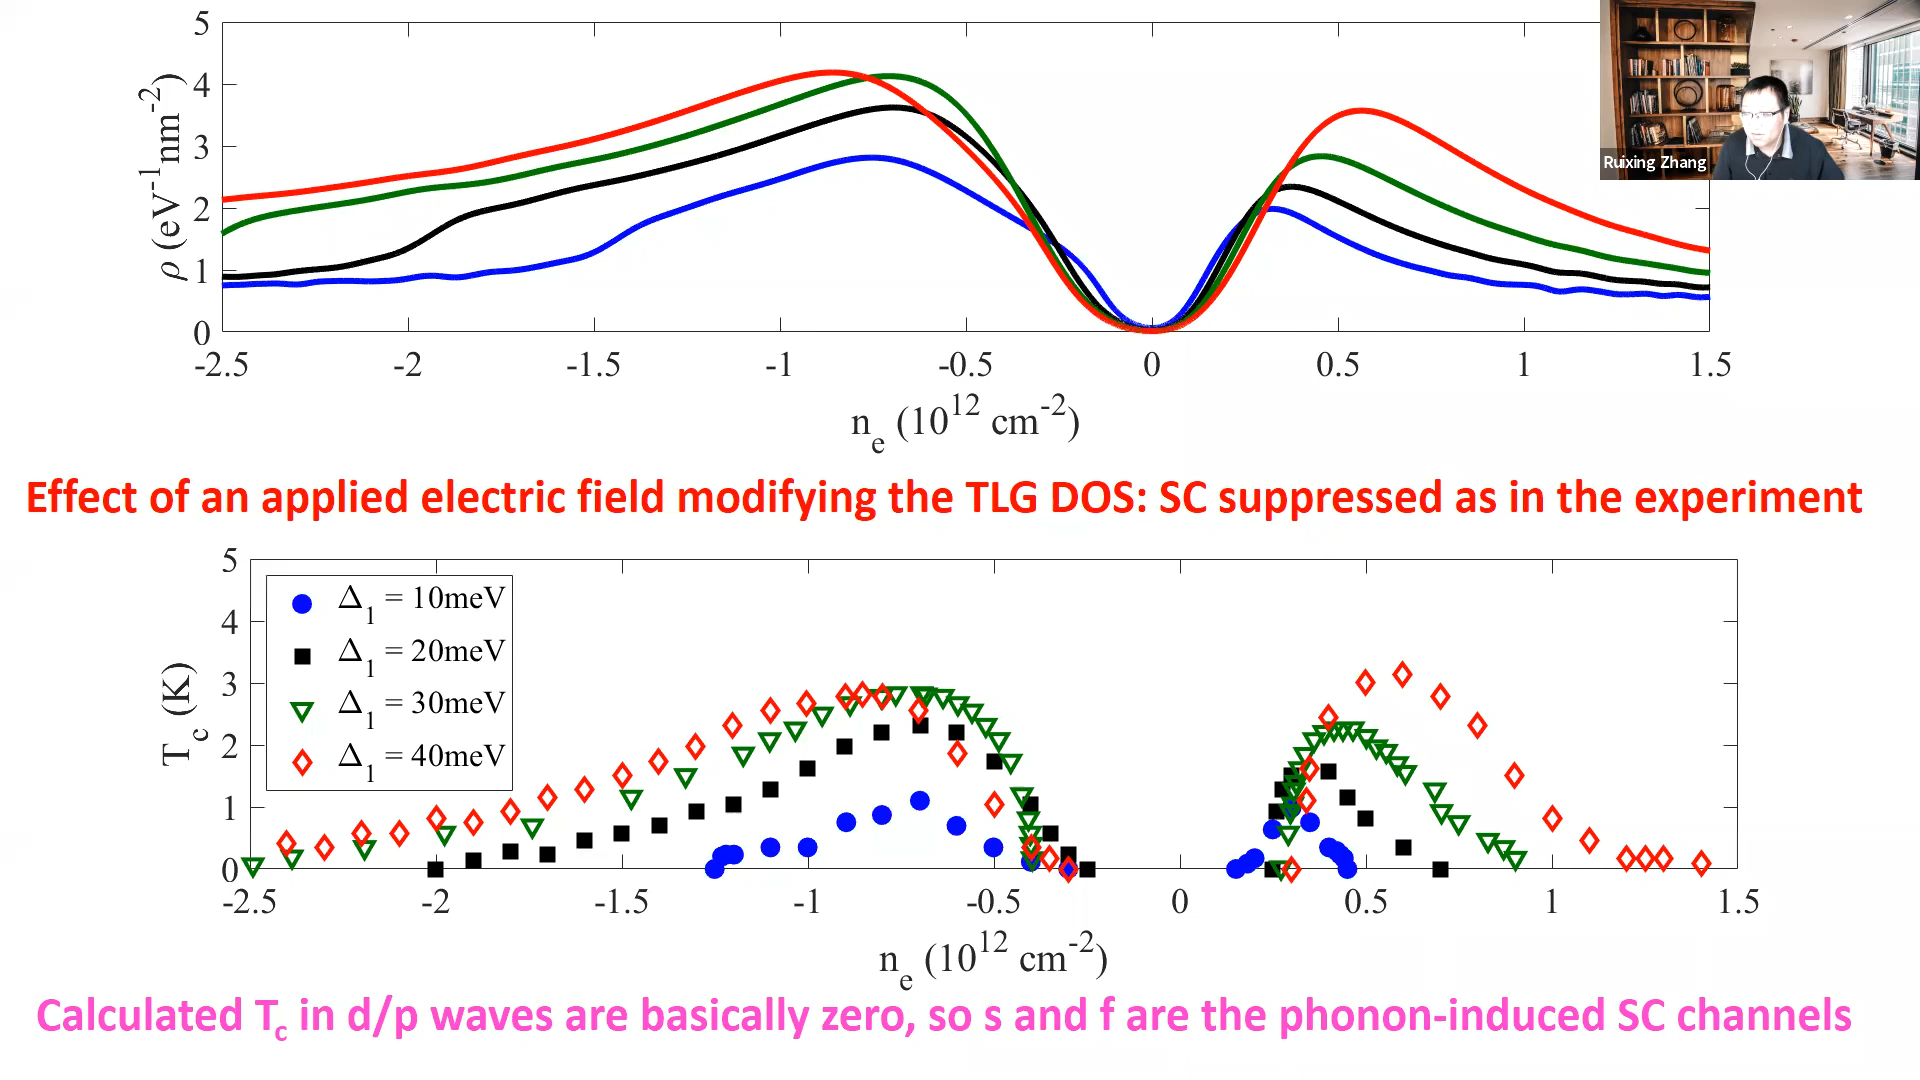 5
4
3
2
1
0
ρ (eV⁻¹nm⁻²)
-2.5 -2 -1.5 -1 -0.5 0 0.5 1 1.5
nₑ (10¹² cm⁻²)
Ruixing Zhang
Effect of an applied electric field modifying the TLG DOS: SC suppressed as in the experiment
5
4
3
2
1
0
T_c (K)
Δ₁ = 10meV
Δ₁ = 20meV
Δ₁ = 30meV
Δ₁ = 40meV
-2.5 -2 -1.5 -1 -0.5 0 0.5 1 1.5
nₑ (10¹² cm⁻²)
Calculated T_c in d/p waves are basically zero, so s and f are the phonon-induced SC channels